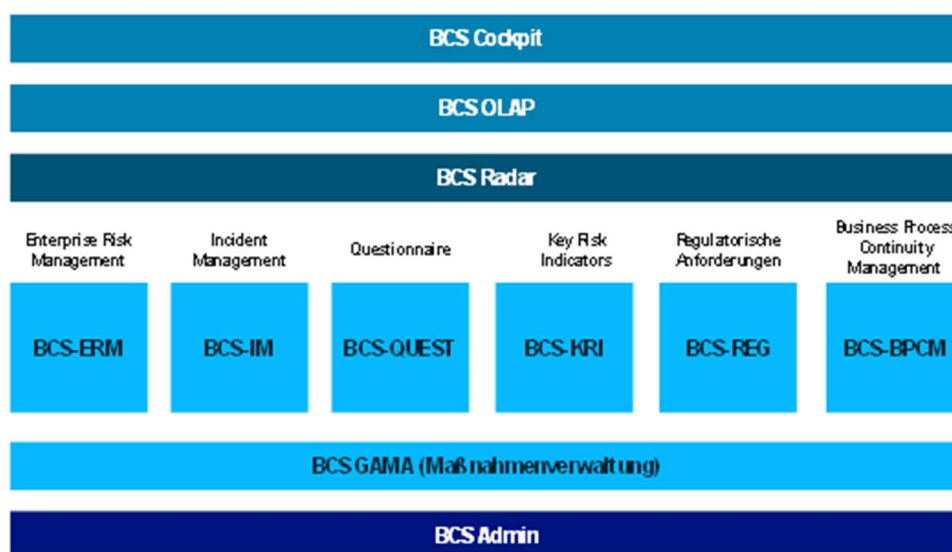 BCS Cockpit
BCS OLAP
BCS Radar
Enterprise Risk
Management
Incident
Management
Questionnaire
Key Risk
Indicators
Regulatorische
Anforderungen
Business Process
Continuity
Management
BCS-ERM
BCS-IM
BCS-QUEST
BCS-KRI
BCS-REG
BCS-BPCM
BCS GAMA (Maßnahmenverwaltung)
BCS Admin